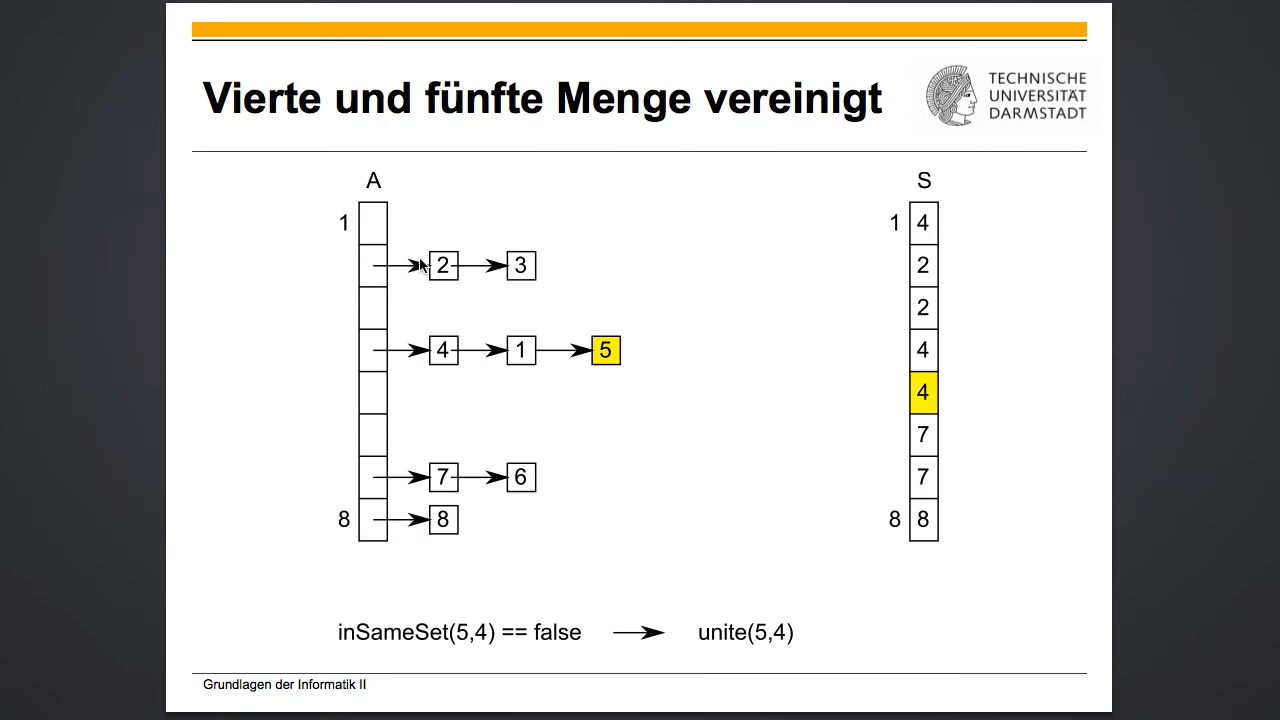 Vierte und fünfte Menge vereinigt
TECHNISCHE
UNIVERSITÄT
DARMSTADT
A
S
1
1 4
2 3
2
2
4 1 5
4
4
7
7 6
7
8 8
8 8
inSameSet(5,4) == false
unite(5,4)
Grundlagen der Informatik II